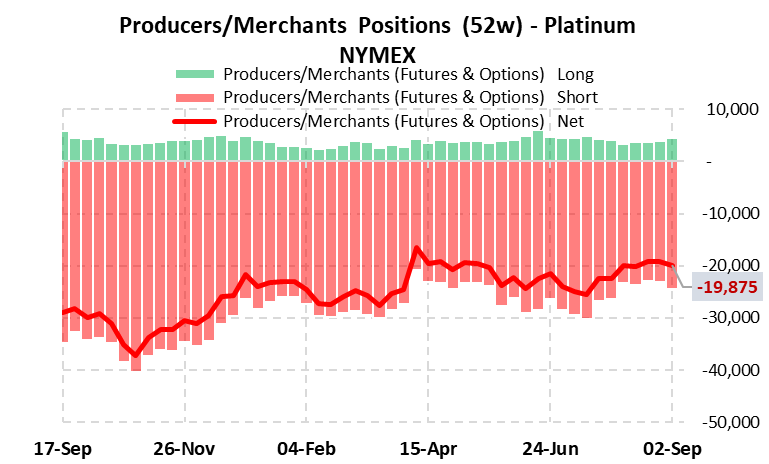 Producers/Merchants Positions (52w) - Platinum
NYMEX
Producers/Merchants (Futures & Options) Long
Producers/Merchants (Futures & Options) Short
Producers/Merchants (Futures & Options) Net
10,000
-
-10,000
-20,000
-19,875
-30,000
-40,000
-50,000
17-Sep 26-Nov 04-Feb 15-Apr 24-Jun 02-Sep